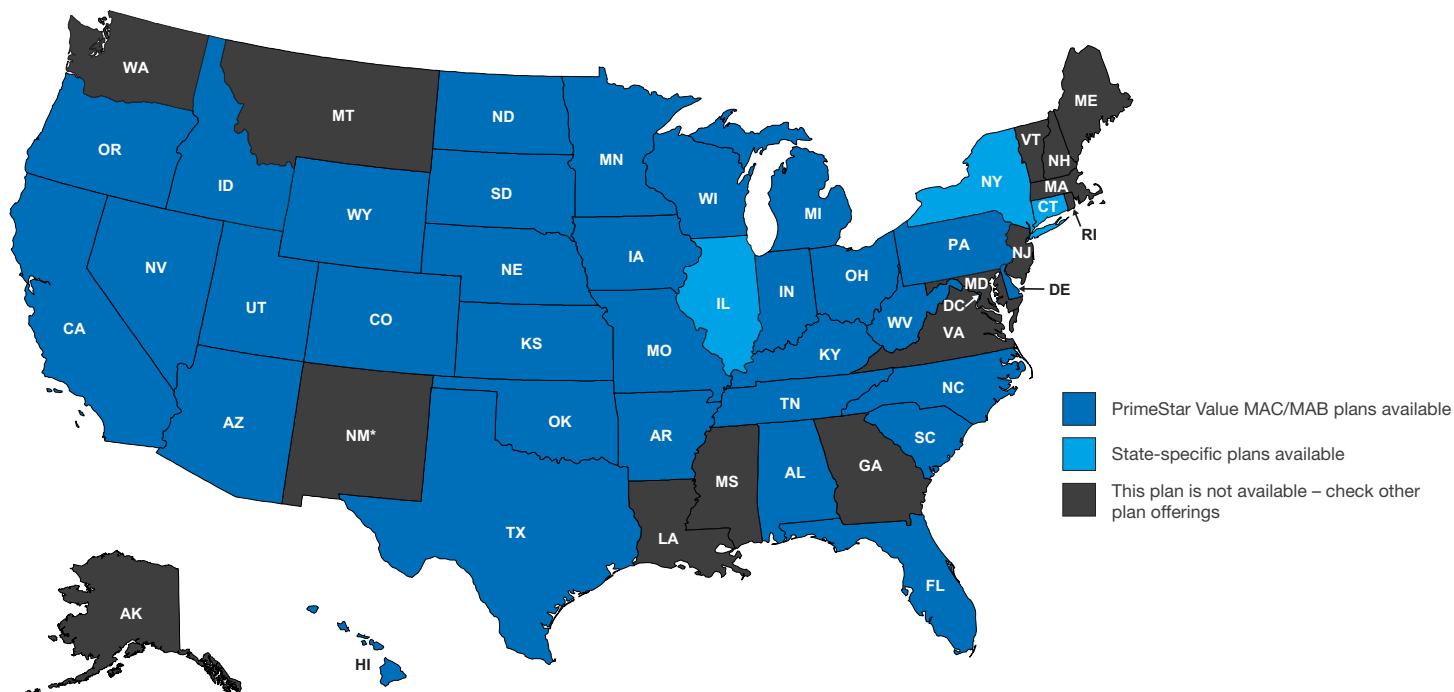 WA
MT
ND
MN
ME
VT
NH
OR
ID
SD
WI
NY
MA
WY
MI
CT
RI
IA
PA
NE
NV
OH
NJ
IN
MD
IL
DE
UT
DC
CO
WV
VA
CA
KS
MO
KY
NC
TN
PrimeStar Value MAC/MAB plans available
AZ
OK
NM*
AR
SC
State-specific plans available
GA
MS
AL
This plan is not available – check other
plan offerings
TX
LA
FL
AK
HI